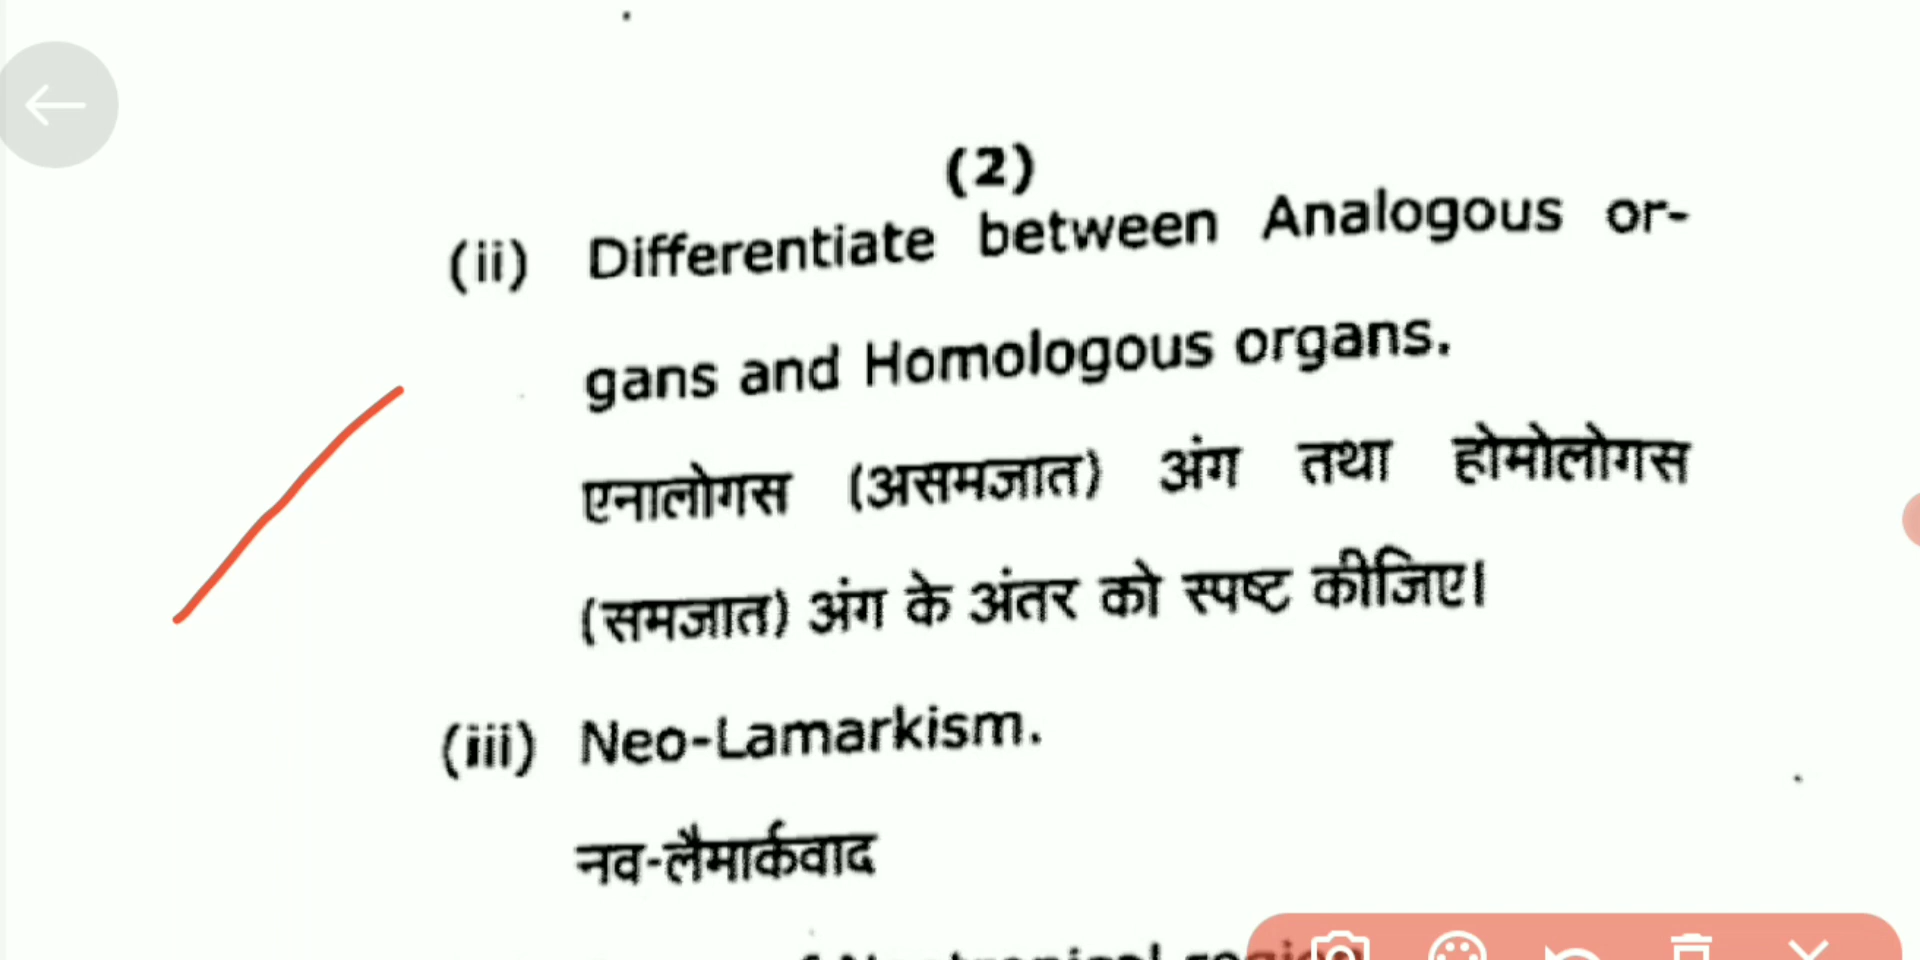 (2)
(ii) Differentiate between Analogous or-
gans and Homologous organs.
एनालोगस (असमजात) अंग तथा होमोलोगस
(समजात) अंग के अंतर को स्पष्ट कीजिए।
(iii) Neo-Lamarkism.
नव-लैमार्कवाद